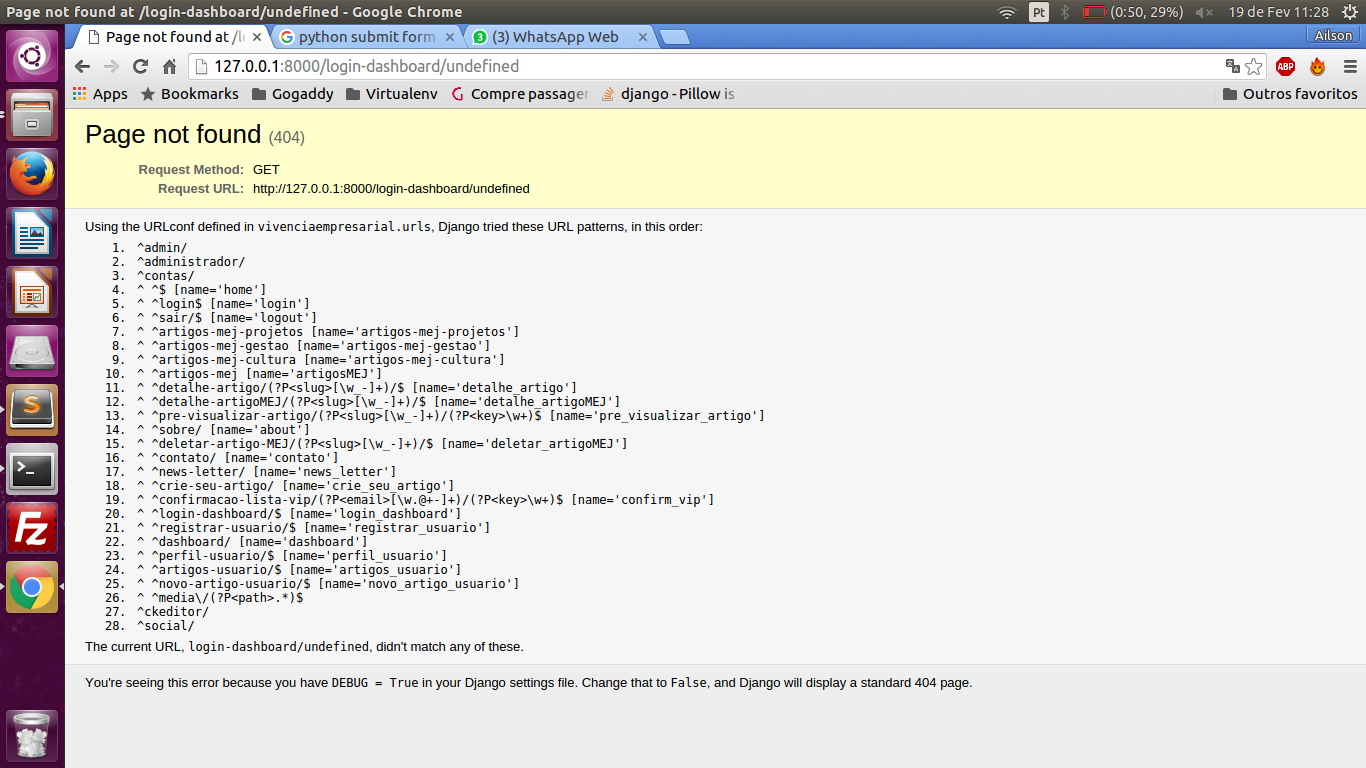 Page not found at /login-dashboard/undefined - Google Chrome
Pt
(0:50, 29%)
19 de Fev 11:28
Page not found at /l
python submit form
3
(3) WhatsApp Web
Ailson
127.0.0.1:8000/login-dashboard/undefined
ABP
Apps
Bookmarks
Gogaddy
Virtualenv
Compre passager
django - Pillow is
Outros favoritos
Page not found (404)
Request Method: GET
Request URL: http://127.0.0.1:8000/login-dashboard/undefined
Using the URLconf defined in vivenciaempresarial.urls, Django tried these URL patterns, in this order:
1. ^admin/
2. ^administrador/
3. ^contas/
4. ^ ^$ [name='home']
5. ^ ^login$ [name='login']
6. ^ ^sair/$ [name='logout']
7. ^ ^artigos-mej-projetos [name='artigos-mej-projetos']
8. ^ ^artigos-mej-gestao [name='artigos-mej-gestao']
9. ^ ^artigos-mej-cultura [name='artigos-mej-cultura']
10. ^ ^artigos-mej [name='artigosMEJ']
11. ^ ^detalhe-artigo/(?P<slug>[\w_-]+)/$ [name='detalhe_artigo']
12. ^ ^detalhe-artigoMEJ/(?P<slug>[\w_-]+)/$ [name='detalhe_artigoMEJ']
13. ^ ^pre-visualizar-artigo/(?P<slug>[\w_-]+)/(?P<key>\w+)$ [name='pre_visualizar_artigo']
14. ^ ^sobre/ [name='about']
15. ^ ^deletar-artigo-MEJ/(?P<slug>[\w_-]+)/$ [name='deletar_artigoMEJ']
16. ^ ^contato/ [name='contato']
17. ^ ^news-letter/ [name='news_letter']
18. ^ ^crie-seu-artigo/ [name='crie_seu_artigo']
19. ^ ^confirmacao-lista-vip/(?P<email>[\w.@+-]+)/(?P<key>\w+)$ [name='confirm_vip']
20. ^ ^login-dashboard/$ [name='login_dashboard']
21. ^ ^registrar-usuario/$ [name='registrar_usuario']
22. ^ ^dashboard/ [name='dashboard']
23. ^ ^perfil-usuario/$ [name='perfil_usuario']
24. ^ ^artigos-usuario/$ [name='artigos_usuario']
25. ^ ^novo-artigo-usuario/$ [name='novo_artigo_usuario']
26. ^ ^media\/(?P<path>.*)$
27. ^ckeditor/
28. ^social/
The current URL, login-dashboard/undefined, didn't match any of these.
You're seeing this error because you have DEBUG = True in your Django settings file. Change that to False, and Django will display a standard 404 page.